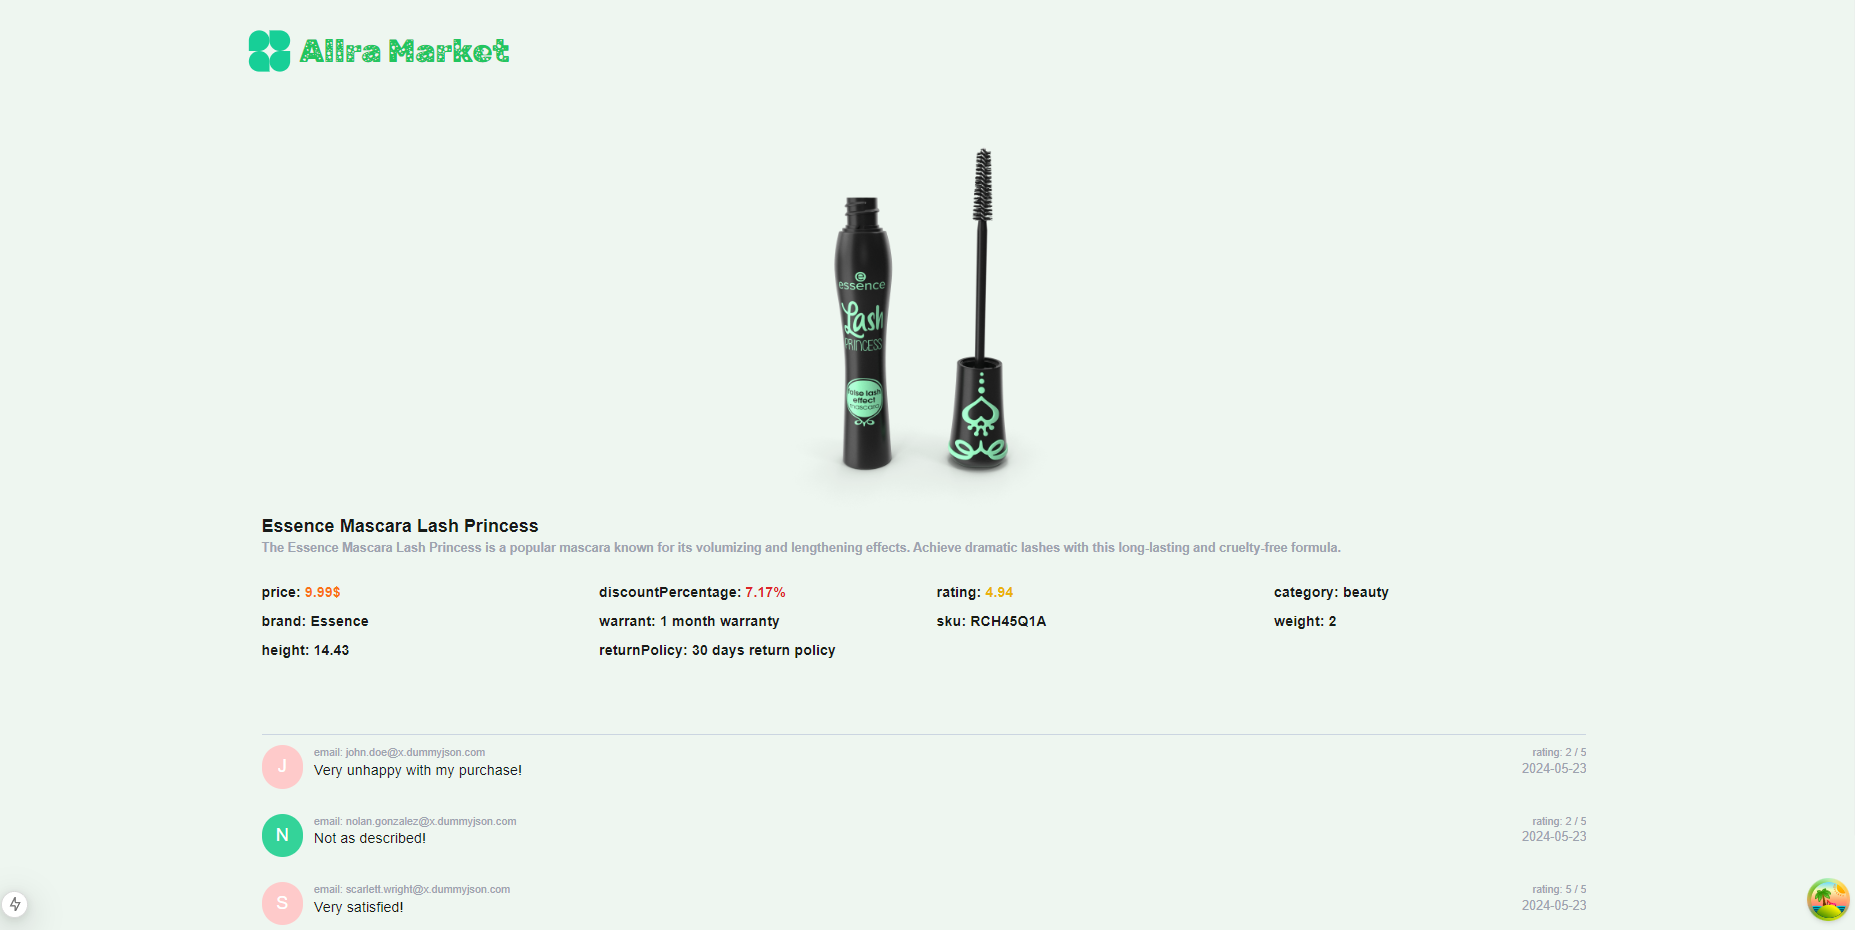 Allra Market
essence
Lash
PRINCESS
false lash
effect
mascara
Essence Mascara Lash Princess
The Essence Mascara Lash Princess is a popular mascara known for its volumizing and lengthening effects. Achieve dramatic lashes with this long-lasting and cruelty-free formula.
price: 9.99$ discountPercentage: 7.17% rating: 4.94 category: beauty
brand: Essence warrant: 1 month warranty sku: RCH45Q1A weight: 2
height: 14.43 returnPolicy: 30 days return policy
J
email: john.doe@x.dummyjson.com rating: 2 / 5
Very unhappy with my purchase! 2024-05-23
N
email: nolan.gonzalez@x.dummyjson.com rating: 2 / 5
Not as described! 2024-05-23
S
email: scarlett.wright@x.dummyjson.com rating: 5 / 5
Very satisfied! 2024-05-23